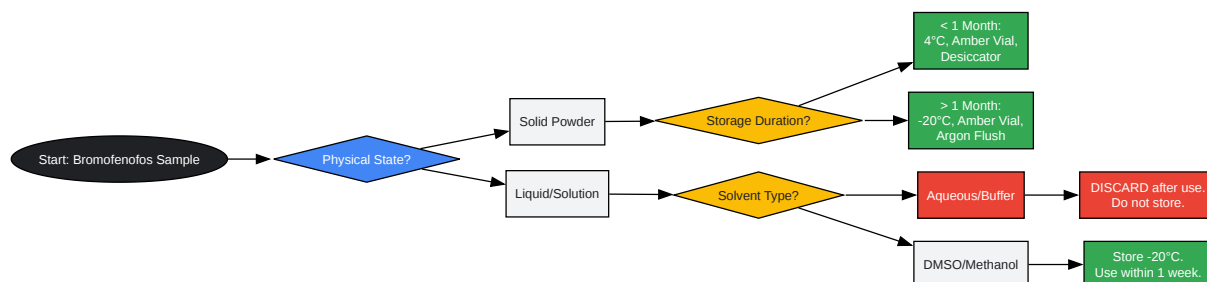 Start: Bromofenofos Sample
Physical State?
Solid Powder
Storage Duration?
< 1 Month:
4°C, Amber Vial,
Desiccator
> 1 Month:
-20°C, Amber Vial,
Argon Flush
Liquid/Solution
Solvent Type?
Aqueous/Buffer
DISCARD after use.
Do not store.
DMSO/Methanol
Store -20°C.
Use within 1 week.